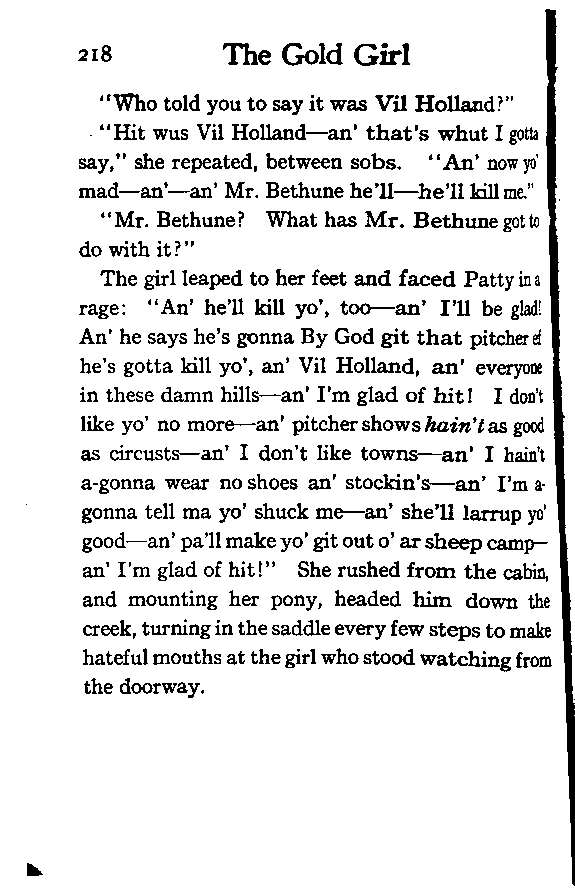 218 The Gold Girl
"Who told you to say it was Vil Holland?"
"Hit wus Vil Holland—an' that's whut I gotta
say," she repeated, between sobs. "An' now yo'
mad—an'—an' Mr. Bethune he'll—he'll kill me."
"Mr. Bethune? What has Mr. Bethune got to
do with it?"
The girl leaped to her feet and faced Patty in a
rage: "An' he'll kill yo', too—an' I'll be glad!
An' he says he's gonna By God git that pitcher ef
he's gotta kill yo', an' Vil Holland, an' everyone
in these damn hills—an' I'm glad of hit! I don't
like yo' no more—an' pitcher shows hain't as good
as circusts—an' I don't like towns—an' I hain't
a-gonna wear no shoes an' stockin's—an' I'm a-
gonna tell ma yo' shuck me—an' she'll larrup yo'
good—an' pa'll make yo' git out o' ar sheep camp—
an' I'm glad of hit!" She rushed from the cabin,
and mounting her pony, headed him down the
creek, turning in the saddle every few steps to make
hateful mouths at the girl who stood watching from
the doorway.